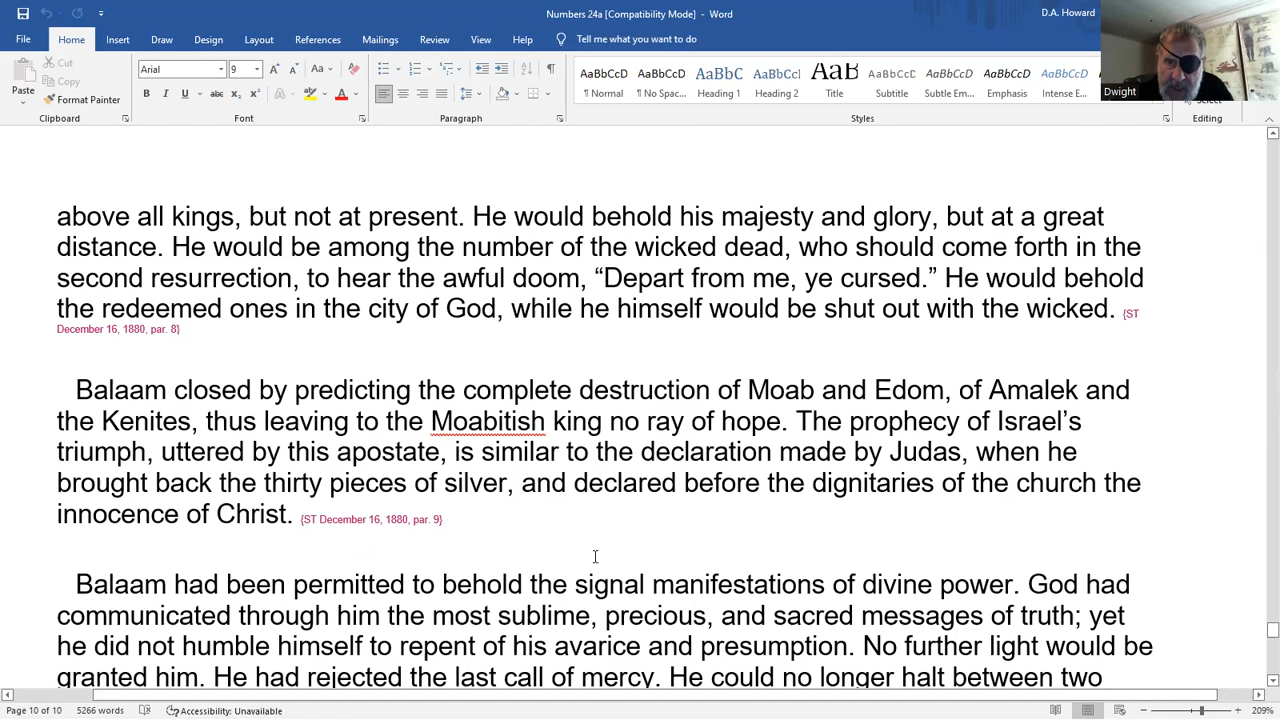 Numbers 24a [Compatibility Mode] - Word
D.A. Howard
File Home Insert Draw Design Layout References Mailings Review View Help Tell me what you want to do
Paste
Cut
Copy
Format Painter
Clipboard
Arial 9
Font
Paragraph
AaBbCcD AaBbCcD AaBbC AaBbCcl AaBbC AaBbCcD AaBbCcD AaBbCcD AaBbCcD
¶ Normal ¶ No Spac... Heading 1 Heading 2 Title Subtitle Subtle Em... Emphasis Intense E...
Styles
Select
Editing
Dwight
above all kings, but not at present. He would behold his majesty and glory, but at a great
distance. He would be among the number of the wicked dead, who should come forth in the
second resurrection, to hear the awful doom, “Depart from me, ye cursed.” He would behold
the redeemed ones in the city of God, while he himself would be shut out with the wicked. {ST
December 16, 1880, par. 8}
Balaam closed by predicting the complete destruction of Moab and Edom, of Amalek and
the Kenites, thus leaving to the Moabitish king no ray of hope. The prophecy of Israel’s
triumph, uttered by this apostate, is similar to the declaration made by Judas, when he
brought back the thirty pieces of silver, and declared before the dignitaries of the church the
innocence of Christ. {ST December 16, 1880, par. 9}
Balaam had been permitted to behold the signal manifestations of divine power. God had
communicated through him the most sublime, precious, and sacred messages of truth; yet
he did not humble himself to repent of his avarice and presumption. No further light would be
granted him. He had rejected the last call of mercy. He could no longer halt between two
Page 10 of 10 5266 words Accessibility: Unavailable 209%